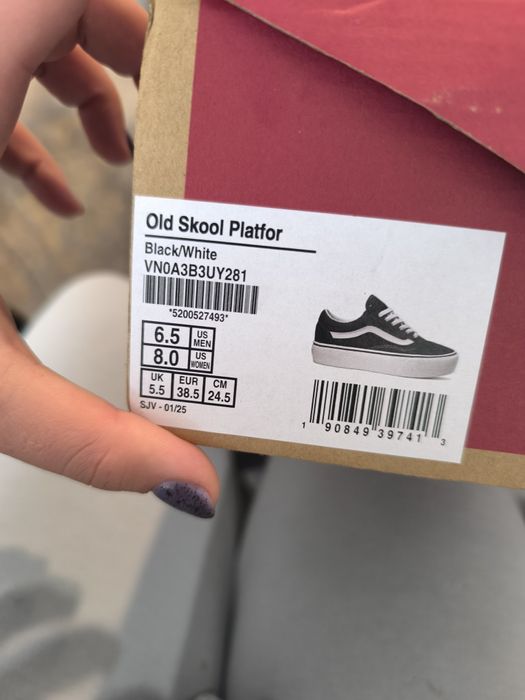 Old Skool Platfor
Black/White
VN0A3B3UY281
*5200527493*
6.5 US MEN
8.0 US WOMEN
UK 5.5 EUR 38.5 CM 24.5
SJV - 01/25
1 90849 39741 3